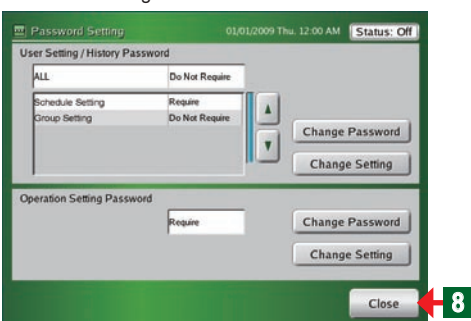 Password Setting 01/01/2009 Thu. 12:00 AM Status: Off
User Setting / History Password
ALL Do Not Require
Schedule Setting Require
Group Setting Do Not Require
Change Password
Change Setting
Operation Setting Password
Require Change Password
Change Setting
Close 8